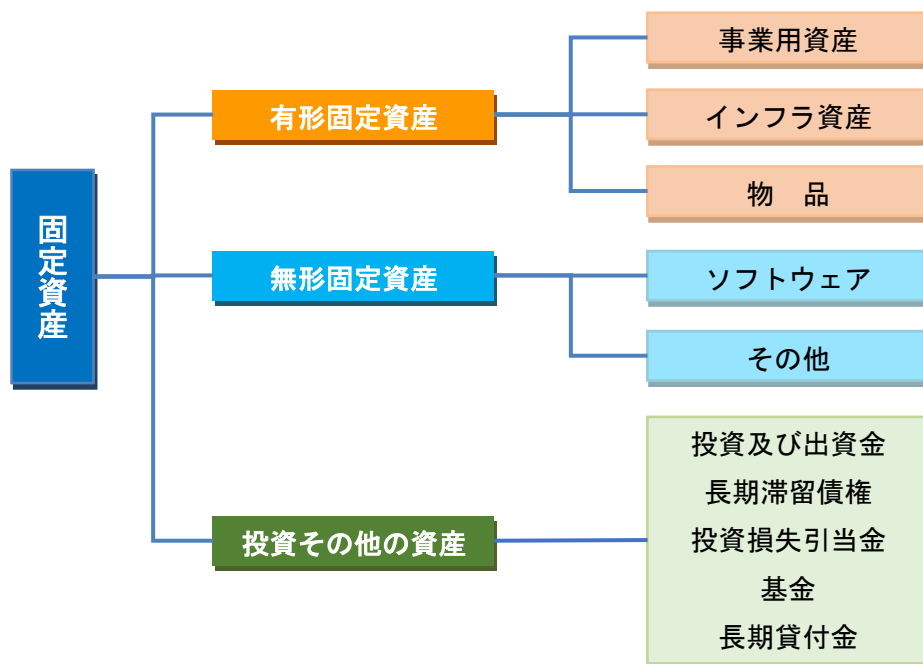 固定資産
有形固定資産
事業用資産
インフラ資産
物　品
無形固定資産
ソフトウェア
その他
投資その他の資産
投資及び出資金
長期滞留債権
投資損失引当金
基金
長期貸付金